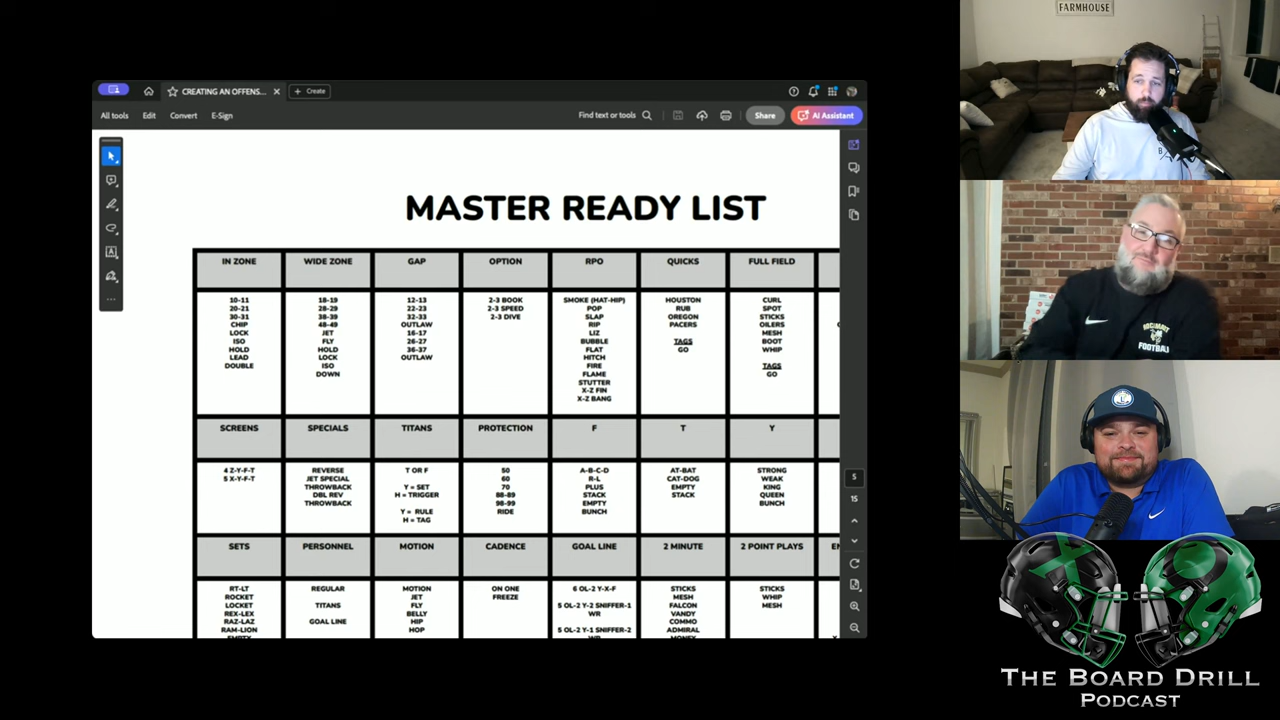 CREATING AN OFFENS...
Create
All tools
Edit
Convert
E-Sign
Find text or tools
Share
AI Assistant
MASTER READY LIST
IN ZONE
WIDE ZONE
GAP
OPTION
RPO
QUICKS
FULL FIELD
10-11
20-21
30-31
CHIP
LOCK
ISO
HOLD
LEAD
DOUBLE
18-19
28-29
38-39
48-49
JET
FLY
HOLD
LOCK
ISO
DOWN
12-13
22-23
32-33
OUTLAW
16-17
26-27
36-37
OUTLAW
2-3 BOOK
2-3 SPEED
2-3 DIVE
SMOKE (HAT-HIP)
POP
SLAP
RIP
LIZ
BUBBLE
FLAT
HITCH
FIRE
FLAME
STUTTER
X-Z FIN
X-Z BANG
HOUSTON
RUB
OREGON
PACERS
TAGS
GO
CURL
SPOT
STICKS
OILERS
MESH
BOOT
WHIP
TAGS
GO
SCREENS
SPECIALS
TITANS
PROTECTION
F
T
Y
4 Z-Y-F-T
5 X-Y-F-T
REVERSE
JET SPECIAL
THROWBACK
DBL REV
THROWBACK
T OR F
Y = SET
H = TRIGGER
Y = RULE
H = TAG
50
60
70
88-89
98-99
RIDE
A-B-C-D
R-L
PLUS
STACK
EMPTY
BUNCH
AT-BAT
CAT-DOG
EMPTY
STACK
STRONG
WEAK
KING
QUEEN
BUNCH
5
15
SETS
PERSONNEL
MOTION
CADENCE
GOAL LINE
2 MINUTE
2 POINT PLAYS
RT-LT
ROCKET
LOCKET
REX-LEX
RAZ-LAZ
RAM-LION
EMPTY
REGULAR
TITANS
GOAL LINE
MOTION
JET
FLY
BELLY
HIP
HOP
ON ONE
FREEZE
6 OL-2 Y-X-F
5 OL-2 Y-2 SNIFFER-1
WR
5 OL-2 Y-1 SNIFFER-2
WR
STICKS
MESH
FALCON
VANDY
COMMO
ADMIRAL
MONEY
STICKS
WHIP
MESH
FARMHOUSE
FOOTBALL
THE BOARD DRILL
PODCAST